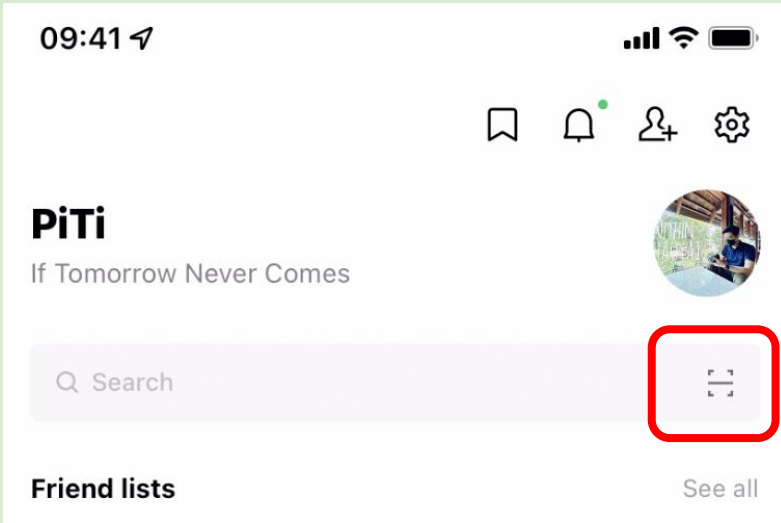 09:41
PiTi
If Tomorrow Never Comes
Search
Friend lists
See all